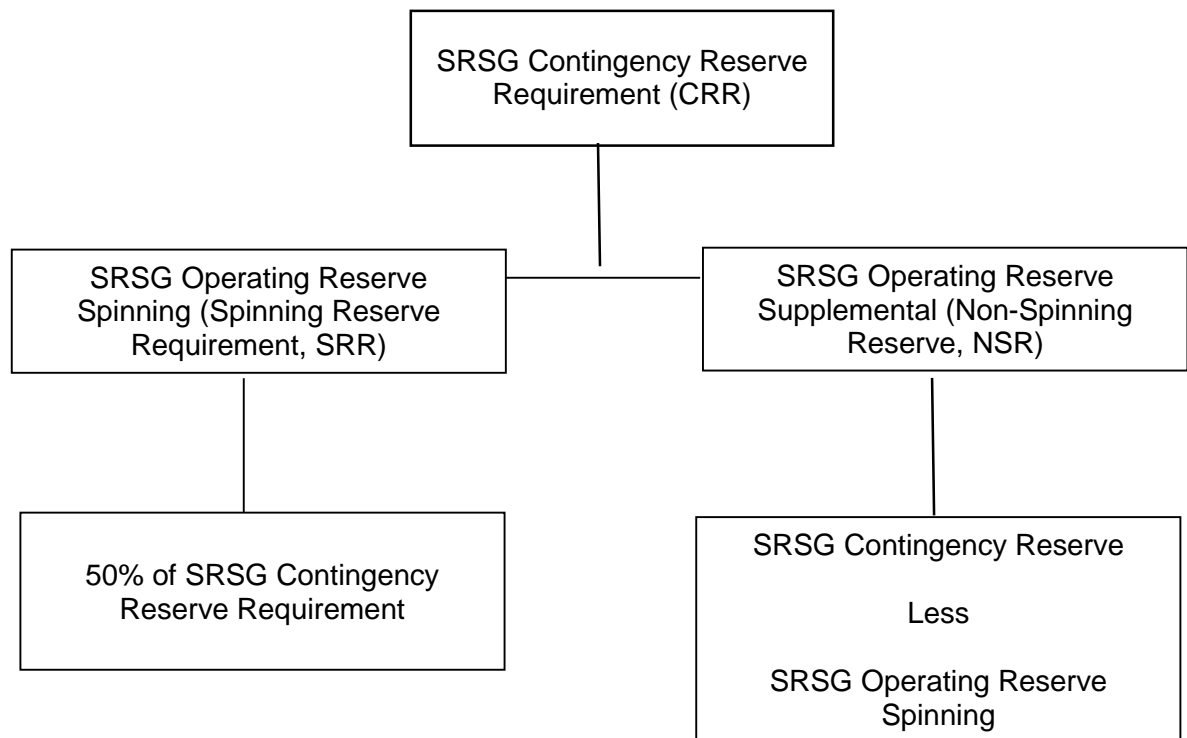 SRSG Contingency Reserve
Requirement (CRR)
SRSG Operating Reserve
Spinning (Spinning Reserve
Requirement, SRR)
SRSG Operating Reserve
Supplemental (Non-Spinning
Reserve, NSR)
50% of SRSG Contingency
Reserve Requirement
SRSG Contingency Reserve
Less
SRSG Operating Reserve
Spinning